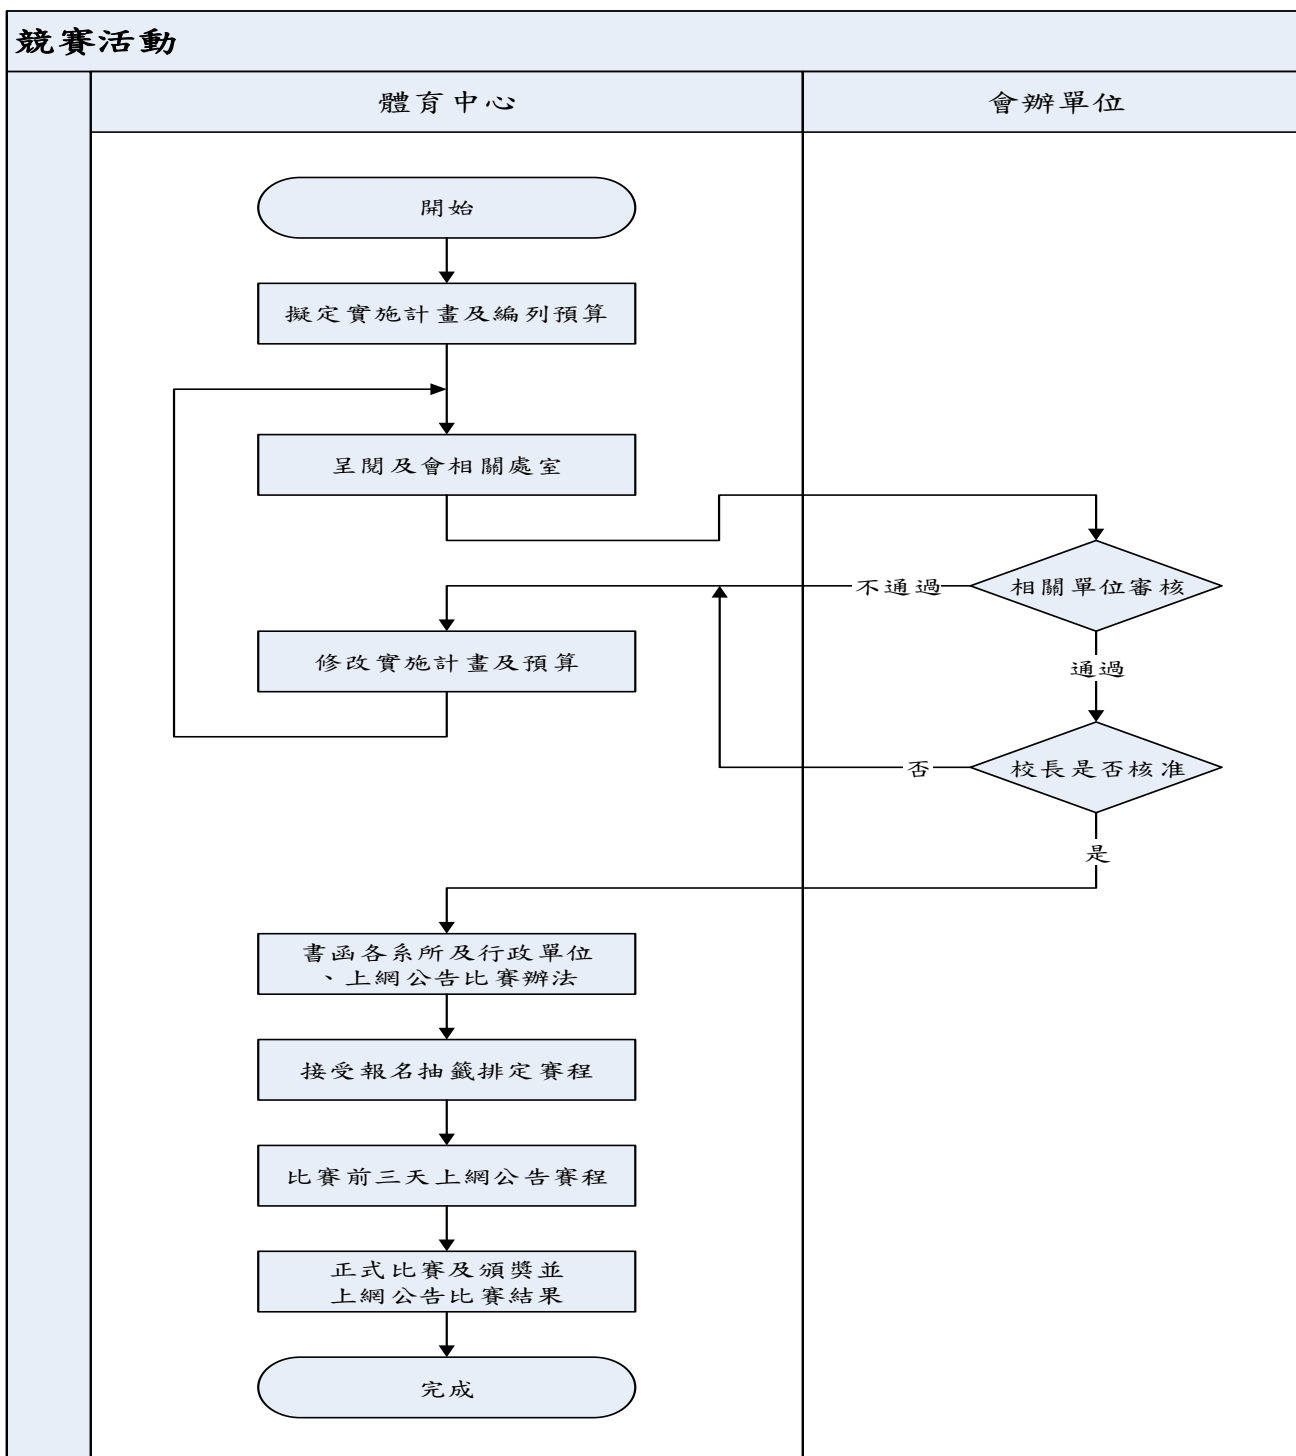 競賽活動
體育中心
會辦單位
開始
擬定實施計畫及編列預算
呈閱及會相關處室
不通過
相關單位審核
修改實施計畫及預算
通過
否
校長是否核准
是
書函各系所及行政單位
、上網公告比賽辦法
接受報名抽籤排定賽程
比賽前三天上網公告賽程
正式比賽及頒獎並
上網公告比賽結果
完成